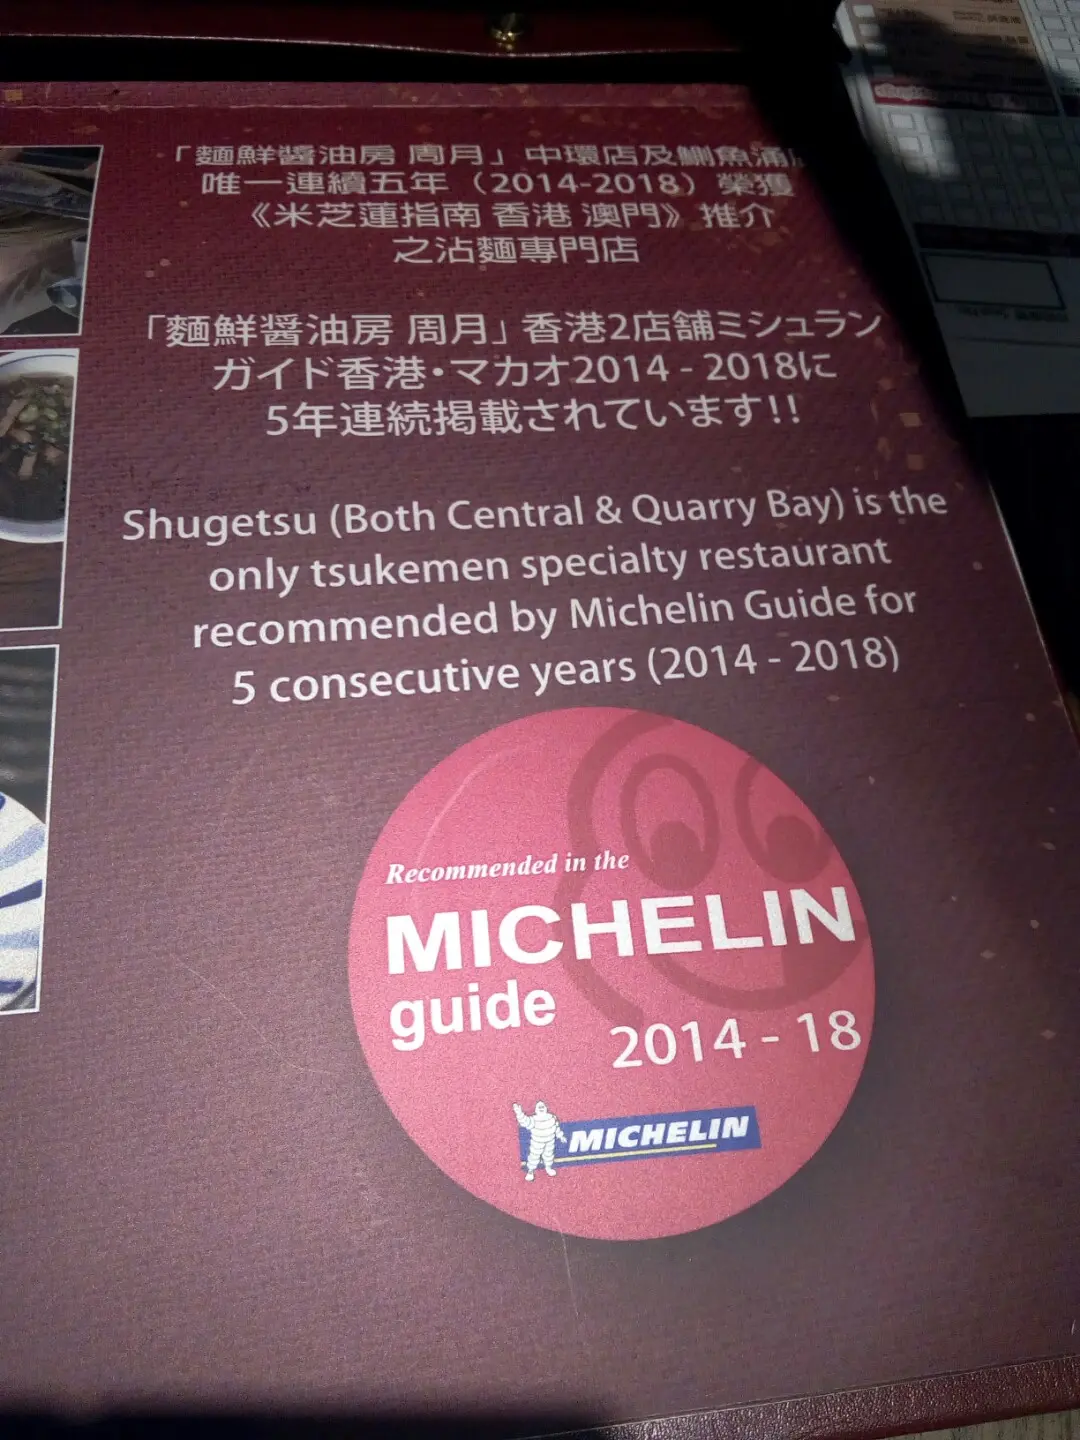 「麵鮮醬油房 周月」中環店及鰂魚涌
唯一連續五年（2014-2018）榮獲
《米芝蓮指南 香港 澳門》推介
之沾麵專門店
「麵鮮醤油房 周月」香港2店舗ミシュラン
ガイド香港・マカオ2014 - 2018に
5年連続掲載されています!!
Shugetsu (Both Central & Quarry Bay) is the
only tsukemen specialty restaurant
recommended by Michelin Guide for
5 consecutive years (2014 - 2018)
Recommended in the
MICHELIN
guide
2014 - 18
MICHELIN